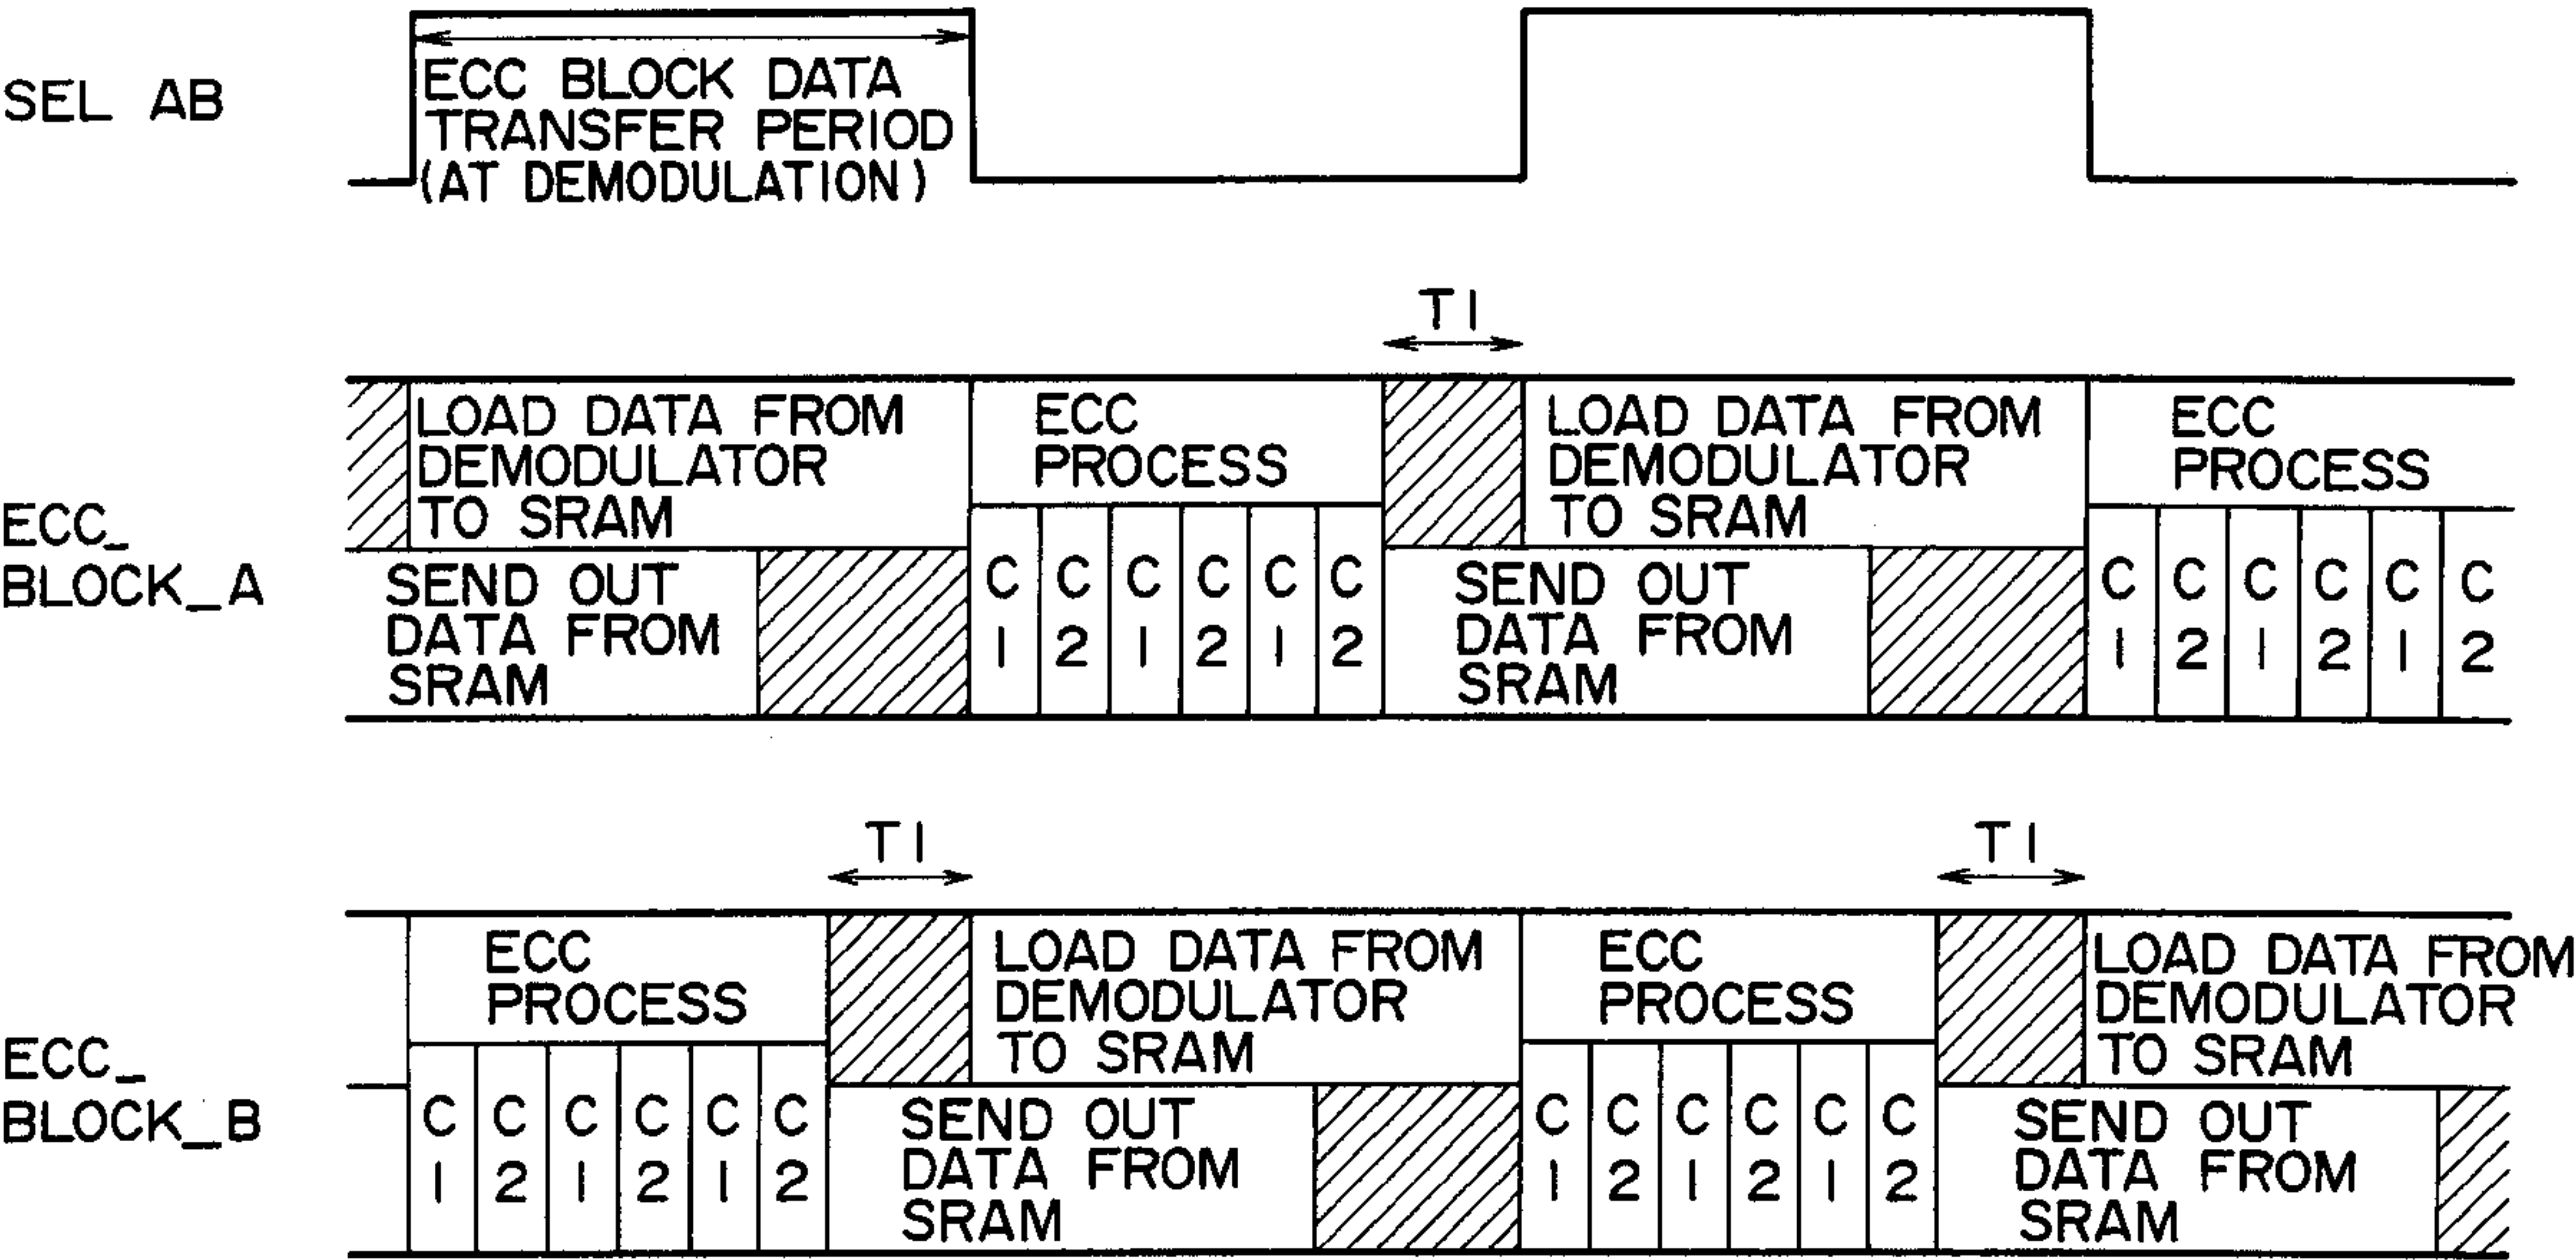 SEL AB
ECC BLOCK DATA
TRANSFER PERIOD
(AT DEMODULATION)
T1
ECC_
BLOCK_A
LOAD DATA FROM
DEMODULATOR
TO SRAM
SEND OUT
DATA FROM
SRAM
ECC
PROCESS
C1 C2 C1 C2 C1 C2
LOAD DATA FROM
DEMODULATOR
TO SRAM
SEND OUT
DATA FROM
SRAM
ECC
PROCESS
C1 C2 C1 C2 C1 C2
T1
T1
ECC_
BLOCK_B
ECC
PROCESS
C1 C2 C1 C2 C1 C2
LOAD DATA FROM
DEMODULATOR
TO SRAM
SEND OUT
DATA FROM
SRAM
ECC
PROCESS
C1 C2 C1 C2 C1 C2
LOAD DATA FROM
DEMODULATOR
TO SRAM
SEND OUT
DATA FROM
SRAM